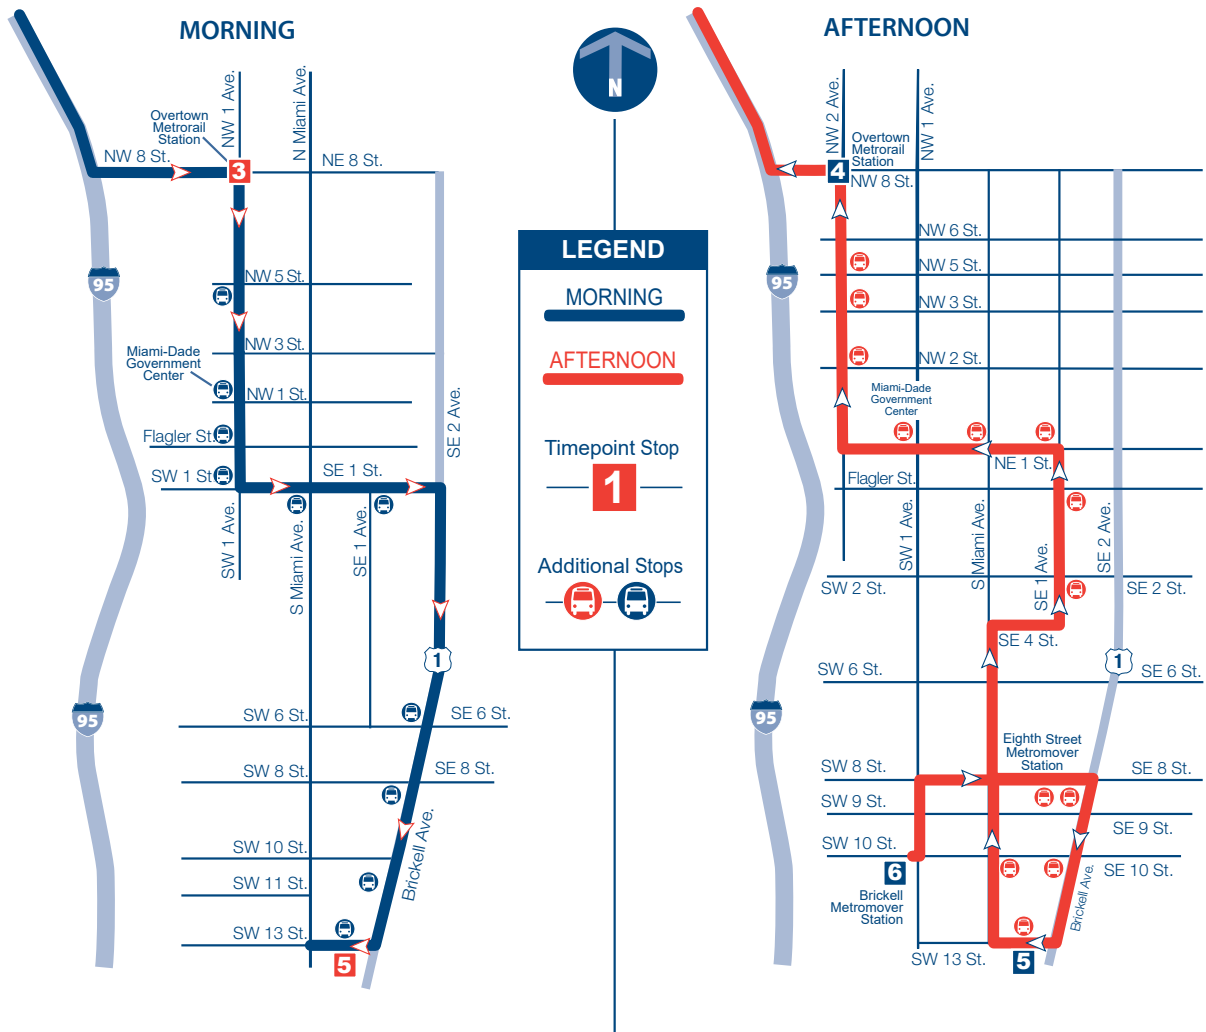 MORNING
NW 1 Ave.
N Miami Ave.
Overtown
Metrorail
Station
NW 8 St.
3
NE 8 St.
95
NW 5 St.
NW 3 St.
Miami-Dade
Government
Center
NW 1 St.
Flagler St.
SE 2 Ave.
SW 1 St.
SE 1 St.
SW 1 Ave.
S Miami Ave.
SE 1 Ave.
1
95
SW 6 St.
SE 6 St.
SW 8 St.
SE 8 St.
Brickell Ave.
SW 10 St.
SW 11 St.
SW 13 St.
5
N
LEGEND
MORNING
AFTERNOON
Timepoint Stop
1
Additional Stops
AFTERNOON
NW 2 Ave.
NW 1 Ave.
Overtown
Metrorail
Station
4
NW 8 St.
NW 6 St.
95
NW 5 St.
NW 3 St.
NW 2 St.
Miami-Dade
Government
Center
NE 1 St.
Flagler St.
SW 1 Ave.
S Miami Ave.
SE 1 Ave.
SE 2 Ave.
SW 2 St.
SE 2 St.
SE 4 St.
1
SW 6 St.
SE 6 St.
95
Eighth Street
Metromover
Station
SW 8 St.
SE 8 St.
SW 9 St.
SE 9 St.
SW 10 St.
SE 10 St.
6
Brickell
Metromover
Station
Brickell Ave.
SW 13 St.
5